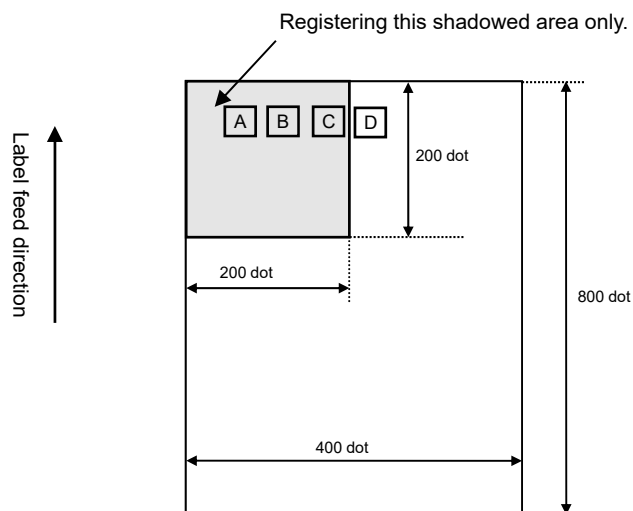 Registering this shadowed area only.
A B C D
200 dot
Label feed direction
200 dot
800 dot
400 dot